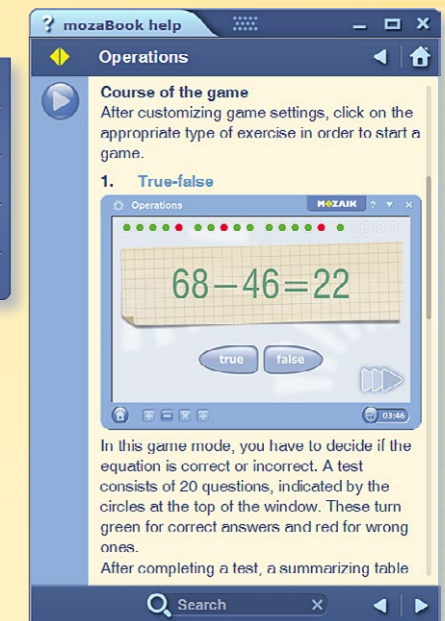 ? mozaBook help
Operations
Course of the game
After customizing game settings, click on the
appropriate type of exercise in order to start a
game.
1. True-false
Operations
MOZAIK ?
68−46=22
true false
03:46
In this game mode, you have to decide if the
equation is correct or incorrect. A test
consists of 20 questions, indicated by the
circles at the top of the window. These turn
green for correct answers and red for wrong
ones.
After completing a test, a summarizing table
Search